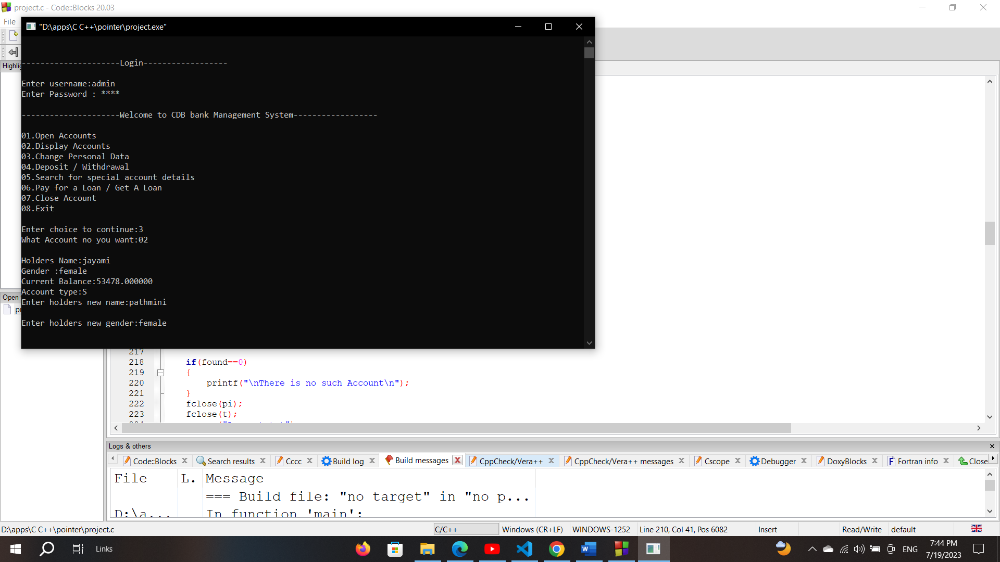 project.c - Code::Blocks 20.03
File
"D:\apps\C C++\pointer\project.exe"
---------------------Login------------------
Enter username:admin
Enter Password : ****
---------------------Welcome to CDB bank Management System------------------
01.Open Accounts
02.Display Accounts
03.Change Personal Data
04.Deposit / Withdrawal
05.Search for special account details
06.Pay for a Loan / Get A Loan
07.Close Account
08.Exit
Enter choice to continue:3
What Account no you want:02
Holders Name:jayami
Gender :female
Current Balance:53478.000000
Account type:S
Enter holders new name:pathmini
Enter holders new gender:female
Open
217
218 if(found==0)
219 {
220 printf("\nThere is no such Account\n");
221 }
222 fclose(pi);
223 fclose(t);
Logs & others
Code::Blocks Search results Cccc Build log Build messages CppCheck/Vera++ CppCheck/Vera++ messages Cscope Debugger DoxyBlocks Fortran info Close
File L. Message
=== Build file: "no target" in "no p...
D:\a... In function 'main':
D:\apps\C C++\pointer\project.c C/C++ Windows (CR+LF) WINDOWS-1252 Line 210, Col 41, Pos 6082 Insert Read/Write default
Links ENG 7:44 PM
7/19/2023